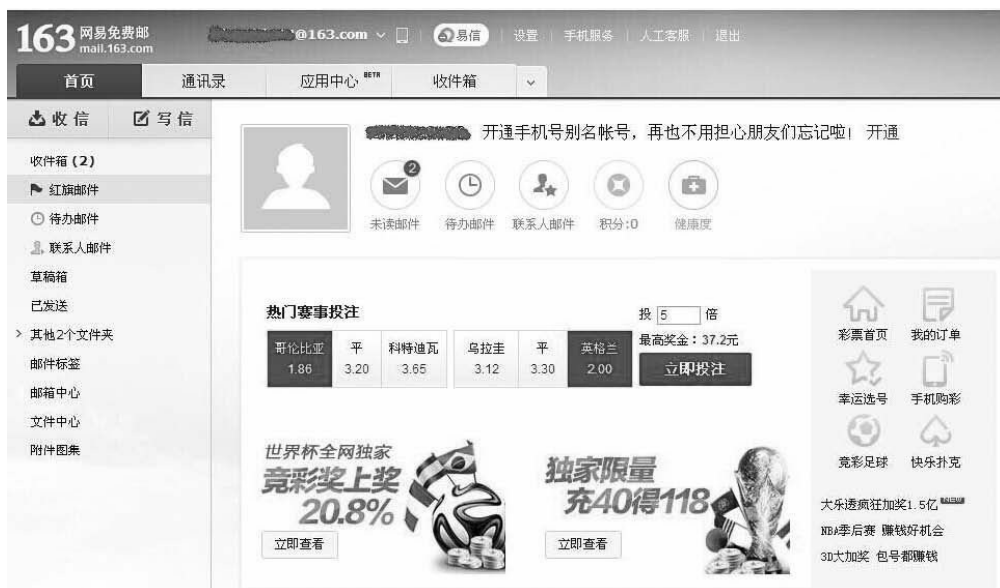 163 网易免费邮
mail.163.com
@163.com
易信 设置 手机服务 人工客服 退出
首页 通讯录 应用中心 BETA 收件箱
收信 写信
收件箱 (2)
红旗邮件
待办邮件
联系人邮件
草稿箱
已发送
其他2个文件夹
邮件标签
邮箱中心
文件中心
附件图集
开通手机号别名帐号，再也不用担心朋友们忘记啦！ 开通
2
未读邮件 待办邮件 联系人邮件 积分:0 健康度
热门赛事投注
哥伦比亚 平 科特迪瓦 乌拉圭 平 英格兰
1.86 3.20 3.65 3.12 3.30 2.00
投 5 倍
最高奖金：37.2元
立即投注
世界杯全网独家
竞彩奖上奖
20.8%
立即查看
独家限量
充40得118
立即查看
彩票首页 我的订单
幸运选号 手机购彩
竞彩足球 快乐扑克
大乐透疯狂加奖1.5亿 NEW
NBA季后赛 赚钱好机会
3D大加奖 包号都赚钱